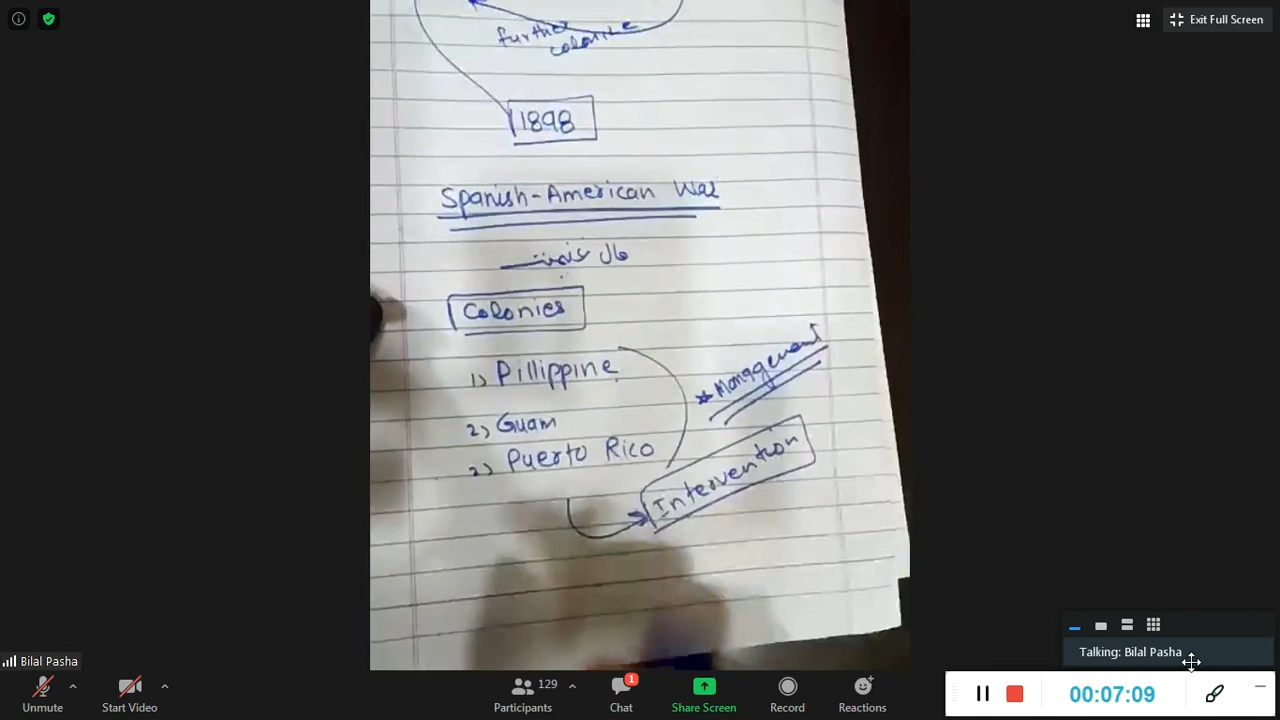 Exit Full Screen
further
colonize
1898
Spanish-American War
مال غنیمت
Colonies
1) Pillippine
* Management
2) Guam
2) Puerto Rico
Intervention
Talking: Bilal Pasha
Bilal Pasha
Unmute
Start Video
129
Participants
1
Chat
Share Screen
Record
Reactions
00:07:09